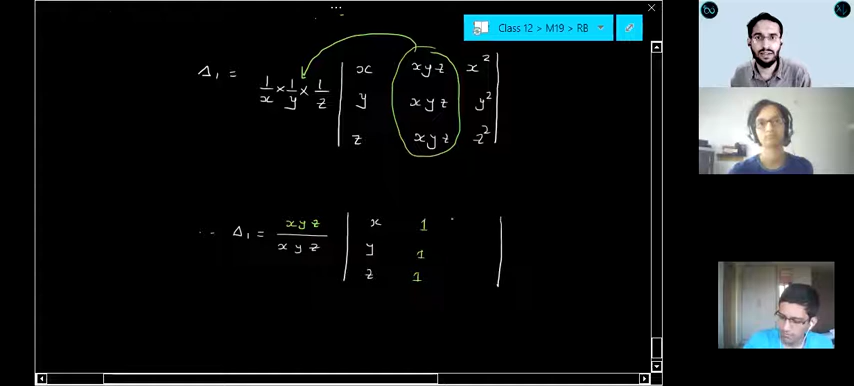 Class 12 > M19 > RB
Δ₁ = 1/x × 1/y × 1/z | x xyz x² |
| y xyz y² |
| z xyz z² |
∴ Δ₁ = xyz/xyz | x 1 |
| y 1 |
| z 1 |